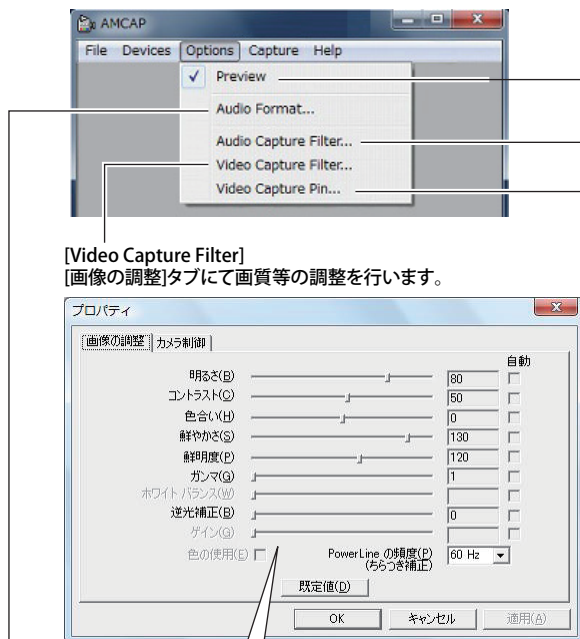 AMCAP
File Devices Options Capture Help
Preview
Audio Format...
Audio Capture Filter...
Video Capture Filter...
Video Capture Pin...
[Video Capture Filter]
[画像の調整]タブにて画質等の調整を行います。
プロパティ
画像の調整 カメラ制御
自動
明るさ(B) 80
コントラスト(C) 50
色合い(H) 0
鮮やかさ(S) 130
鮮明度(P) 120
ガンマ(G) 1
ホワイト バランス(W)
逆光補正(B) 0
ゲイン(G)
色の使用(E) PowerLine の頻度(P) 60 Hz
(ちらつき補正)
既定値(D)
OK キャンセル 適用(A)